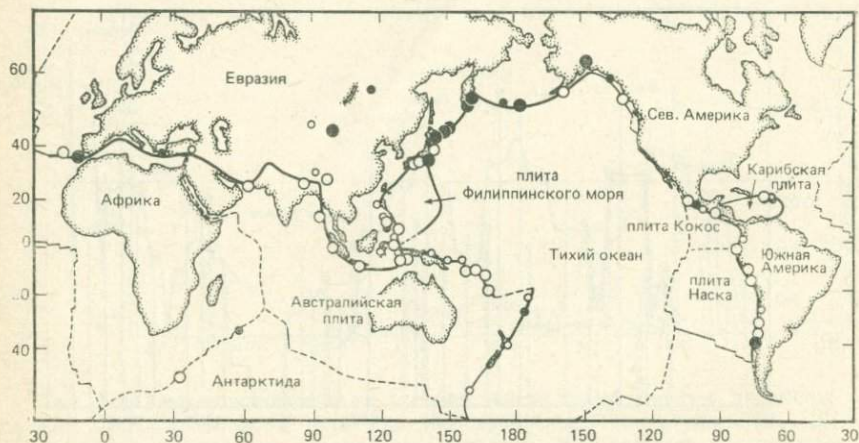 60
40
20
0
20
40
Евразия
Африка
Сев. Америка
плита
Филиппинского моря
Карибская
плита
плита Кокос
Тихий океан
Южная
Америка
плита
Наска
Австралийская
плита
Антарктида
30 0 30 60 90 120 150 180 150 120 90 60 30